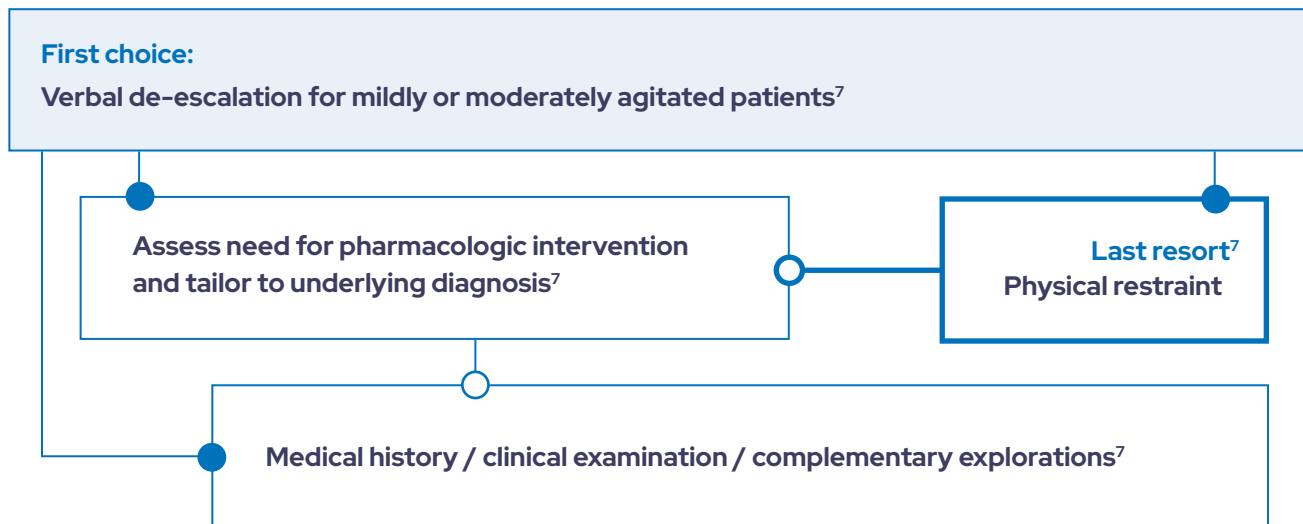 First choice:
Verbal de-escalation for mildly or moderately agitated patients⁷
Assess need for pharmacologic intervention
and tailor to underlying diagnosis⁷
Last resort⁷
Physical restraint
Medical history / clinical examination / complementary explorations⁷